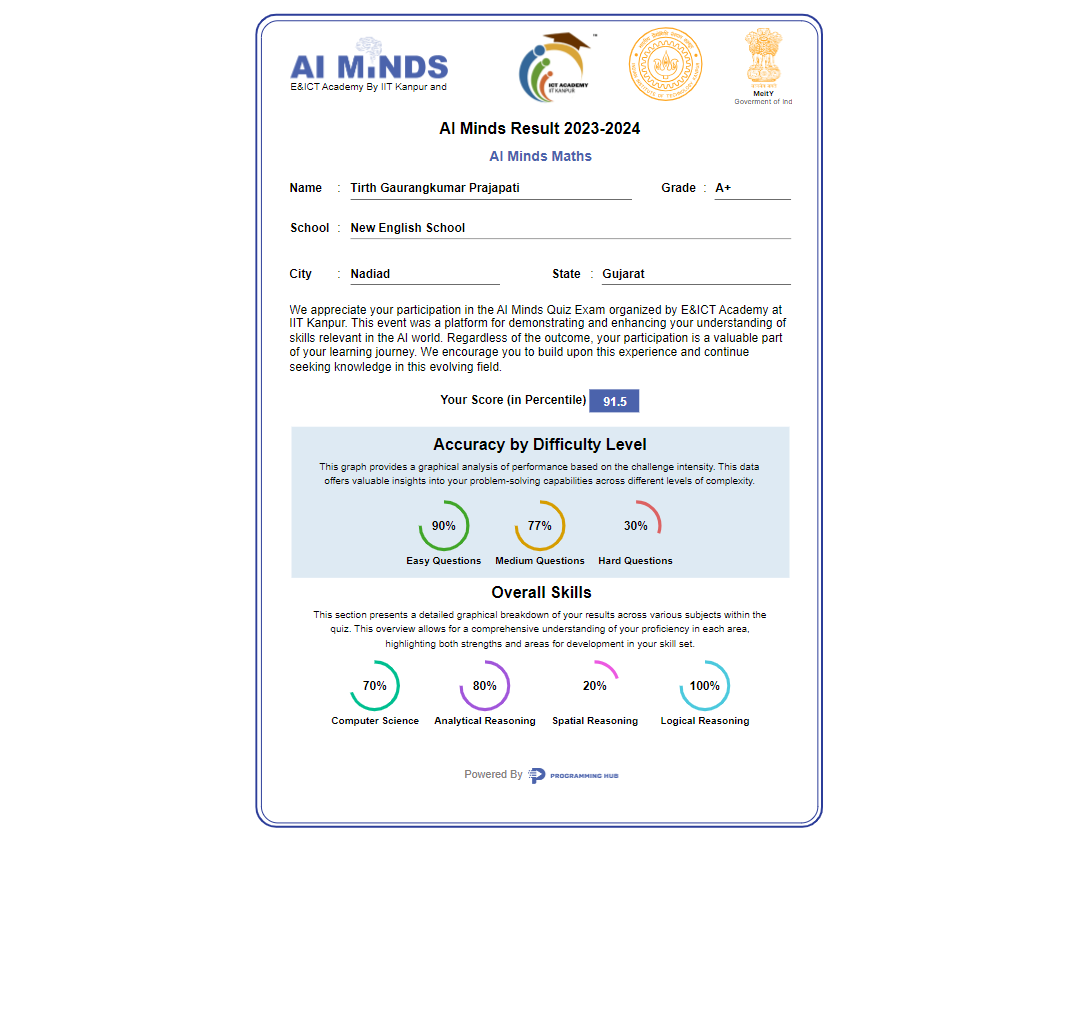 AI MiNDS
E&ICT Academy By IIT Kanpur and
ICT ACADEMY
IIT KANPUR
MeitY
Goverment of Ind
AI Minds Result 2023-2024
AI Minds Maths
Name : Tirth Gaurangkumar Prajapati Grade : A+
School : New English School
City : Nadiad State : Gujarat
We appreciate your participation in the AI Minds Quiz Exam organized by E&ICT Academy at
IIT Kanpur. This event was a platform for demonstrating and enhancing your understanding of
skills relevant in the AI world. Regardless of the outcome, your participation is a valuable part
of your learning journey. We encourage you to build upon this experience and continue
seeking knowledge in this evolving field.
Your Score (in Percentile) 91.5
Accuracy by Difficulty Level
This graph provides a graphical analysis of performance based on the challenge intensity. This data
offers valuable insights into your problem-solving capabilities across different levels of complexity.
90% 77% 30%
Easy Questions Medium Questions Hard Questions
Overall Skills
This section presents a detailed graphical breakdown of your results across various subjects within the
quiz. This overview allows for a comprehensive understanding of your proficiency in each area,
highlighting both strengths and areas for development in your skill set.
70% 80% 20% 100%
Computer Science Analytical Reasoning Spatial Reasoning Logical Reasoning
Powered By PROGRAMMING HUB